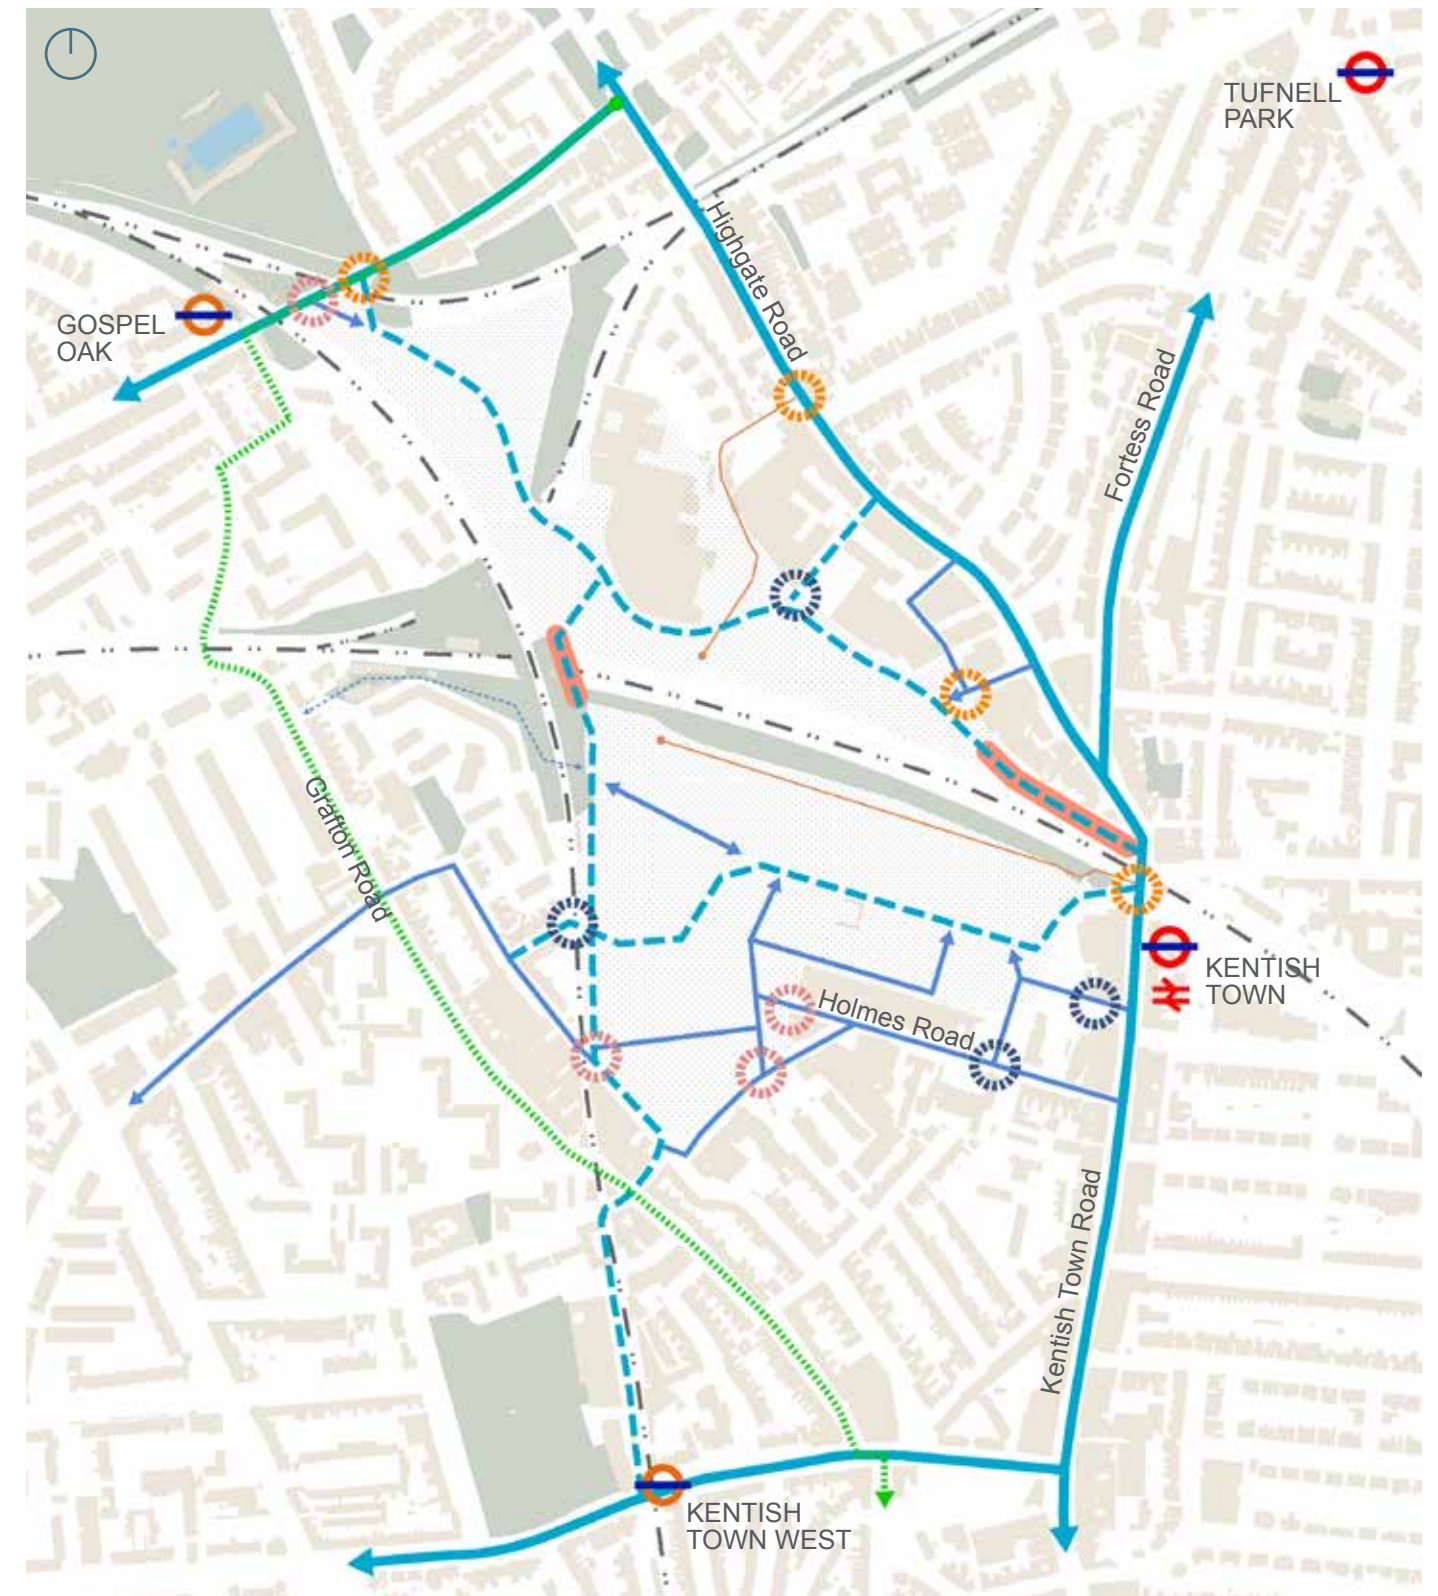 TUFNELL
PARK
Highgate Road
GOSPEL
OAK
Fortess Road
Grafton Road
KENTISH
TOWN
Holmes Road
Kentish Town Road
KENTISH
TOWN WEST